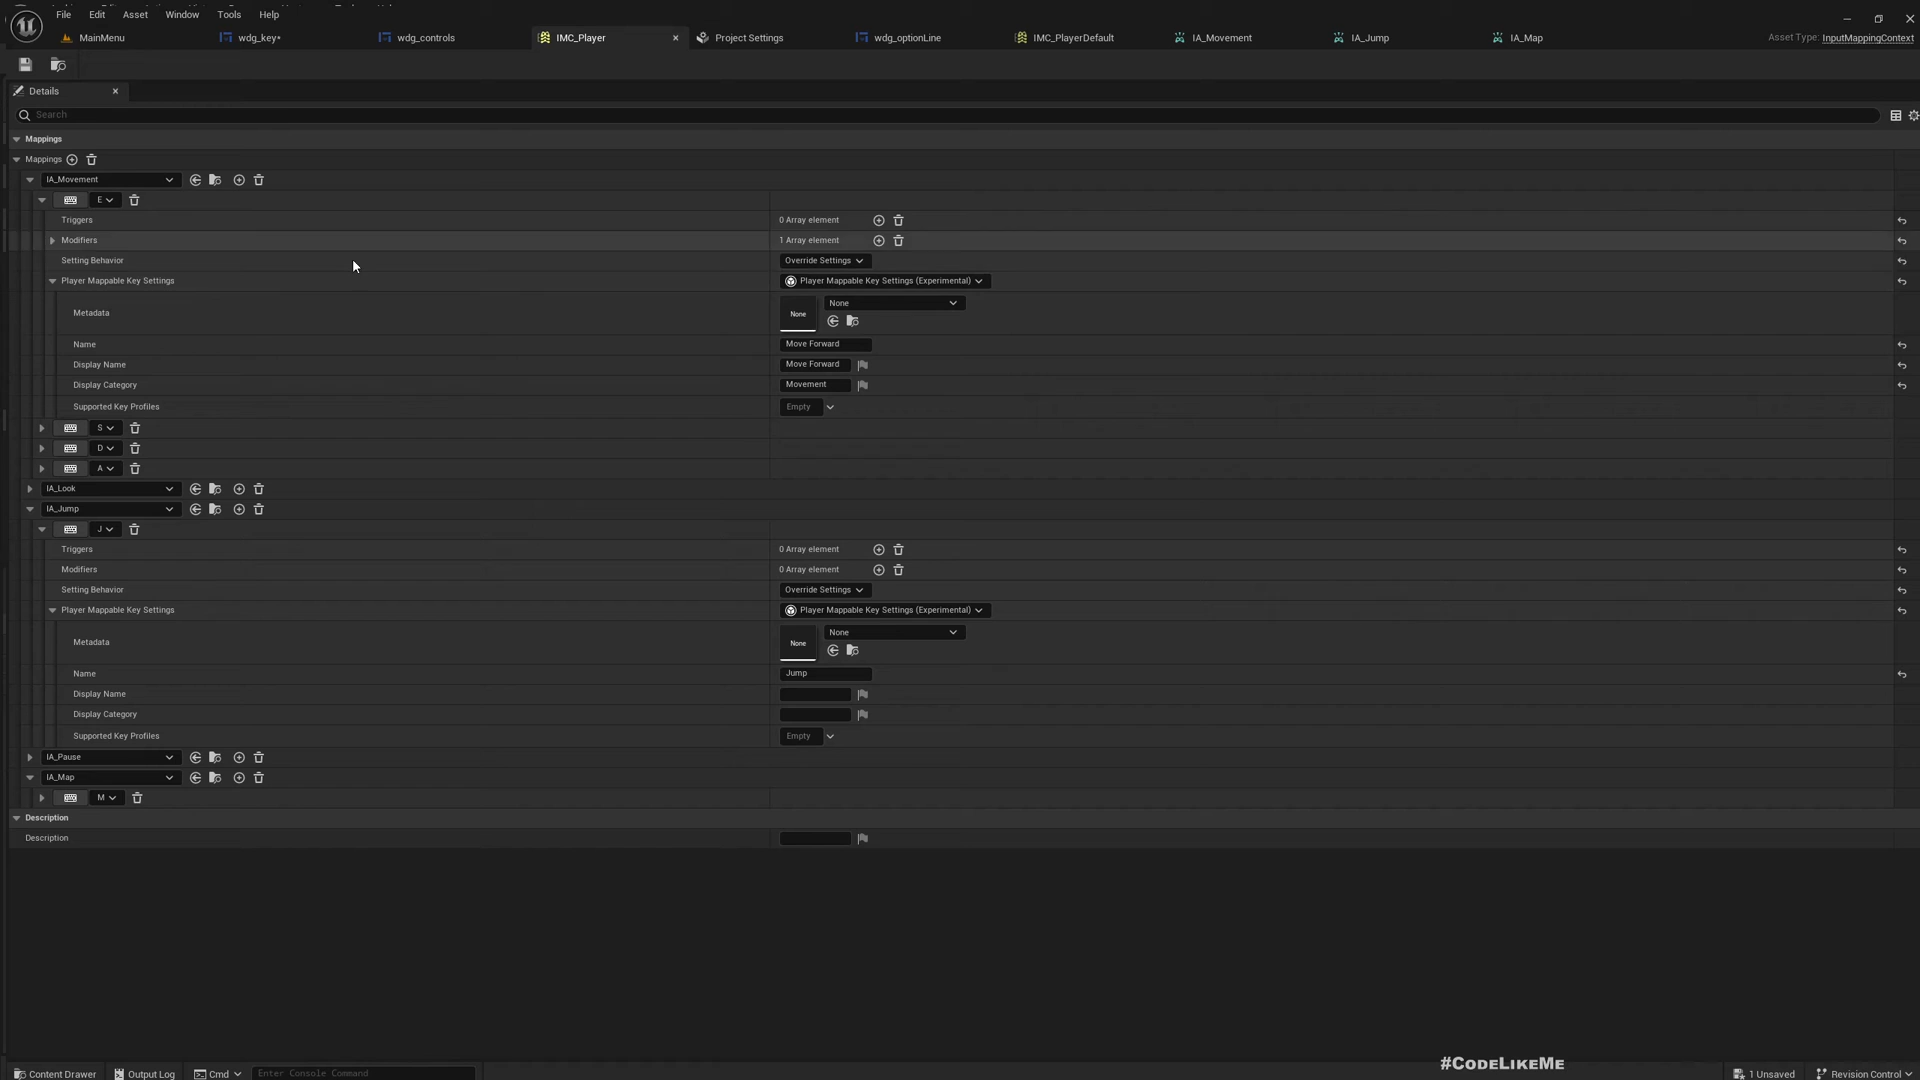 File Edit Asset Window Tools Help
MainMenu wdg_key* wdg_controls IMC_Player Project Settings wdg_optionLine IMC_PlayerDefault IA_Movement IA_Jump IA_Map Asset Type: InputMappingContext
Details
Search
Mappings
Mappings
IA_Movement
E
Triggers 0 Array element
Modifiers 1 Array element
Setting Behavior Override Settings
Player Mappable Key Settings Player Mappable Key Settings (Experimental)
Metadata None None
Name Move Forward
Display Name Move Forward
Display Category Movement
Supported Key Profiles Empty
S
D
A
IA_Look
IA_Jump
J
Triggers 0 Array element
Modifiers 0 Array element
Setting Behavior Override Settings
Player Mappable Key Settings Player Mappable Key Settings (Experimental)
Metadata None None
Name Jump
Display Name
Display Category
Supported Key Profiles Empty
IA_Pause
IA_Map
M
Description
Description
#CodeLikeMe
Content Drawer Output Log Cmd Enter Console Command 1 Unsaved Revision Control